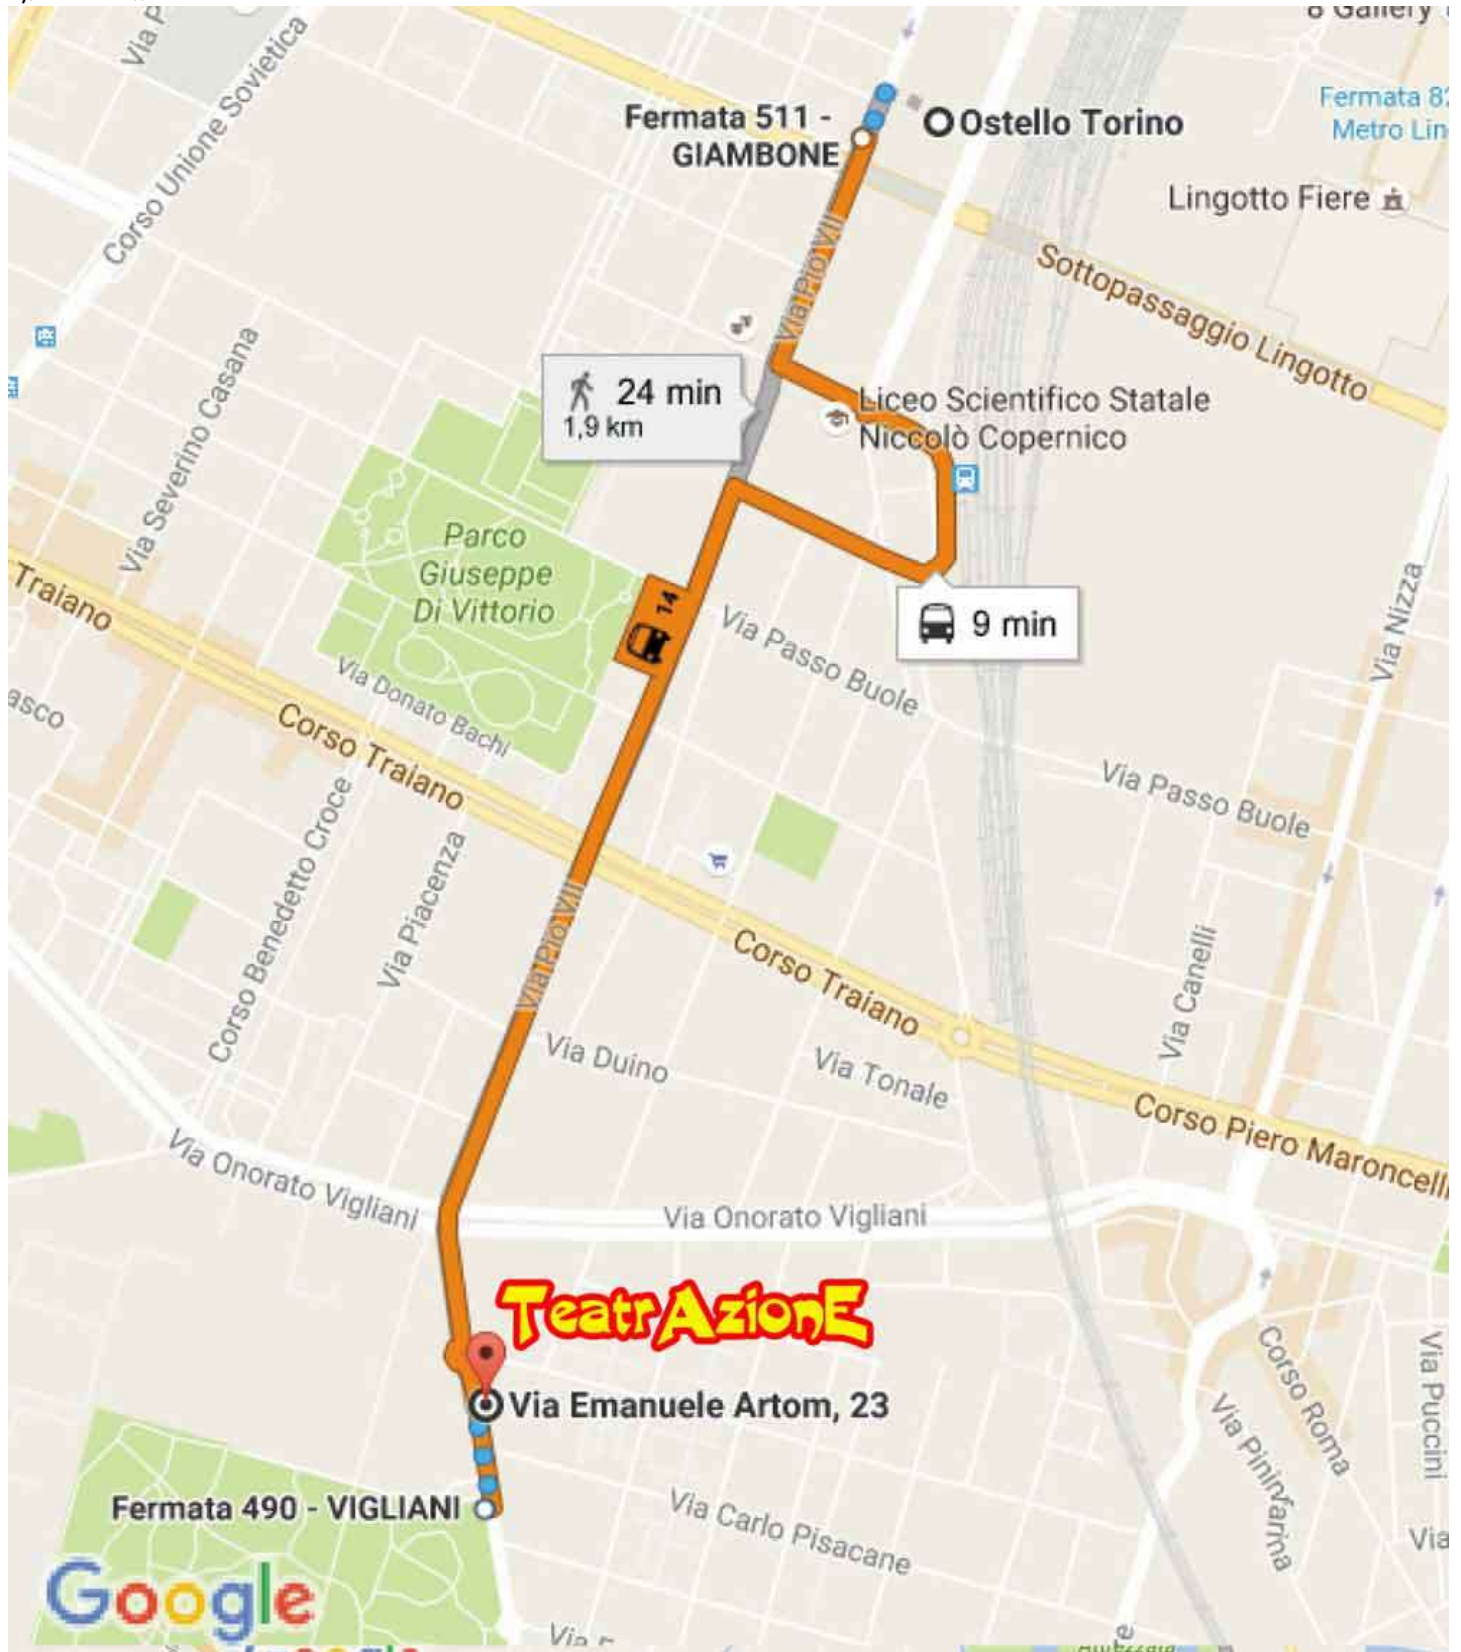 8 Gallery
Via P
Corso Unione Sovietica
Fermata 511 -
GIAMBONE
Ostello Torino
Fermata 82
Metro Lin
Lingotto Fiere
Via Pio VII
Sottopassaggio Lingotto
Via Severino Casana
24 min
1,9 km
Liceo Scientifico Statale
Niccolò Copernico
Parco
Giuseppe
Di Vittorio
14
9 min
Traiano
Via Passo Buole
Via Nizza
asco
Via Donato Bachi
Corso Traiano
Via Passo Buole
Corso Benedetto Croce
Via Piacenza
Via Pio VII
Corso Traiano
Via Canelli
Via Duino
Via Tonale
Corso Piero Maroncelli
Via Onorato Vigliani
Via Onorato Vigliani
TeatrAzionE
Via Emanuele Artom, 23
Corso Roma
Via Puccini
Via Pininfarina
Fermata 490 - VIGLIANI
Via Carlo Pisacane
Via
Google